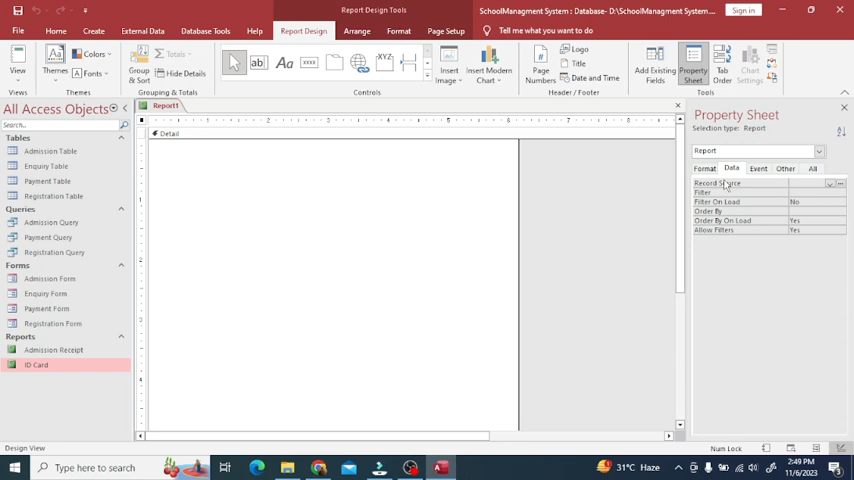 Report Design Tools
SchoolManagment System : Database- D:\SchoolManagment System....
Sign in
File
Home
Create
External Data
Database Tools
Help
Report Design
Arrange
Format
Page Setup
Tell me what you want to do
View
Themes
Colors
Fonts
Group & Sort
Totals
Hide Details
ab|
Aa
xxxx
XYZ
Insert Image
Insert Modern Chart
Page Numbers
Logo
Title
Date and Time
Add Existing Fields
Property Sheet
Tab Order
Chart Settings
Views
Themes
Grouping & Totals
Controls
Header / Footer
Tools
All Access Objects
Search...
Tables
Admission Table
Enquiry Table
Payment Table
Registration Table
Queries
Admission Query
Payment Query
Registration Query
Forms
Admission Form
Enquiry Form
Payment Form
Registration Form
Reports
Admission Receipt
ID Card
Report1
Detail
Property Sheet
Selection type: Report
Report
Format
Data
Event
Other
All
Record Source
Filter
Filter On Load No
Order By
Order By On Load Yes
Allow Filters Yes
Design View
Num Lock
Type here to search
31°C Haze
2:49 PM
11/6/2023